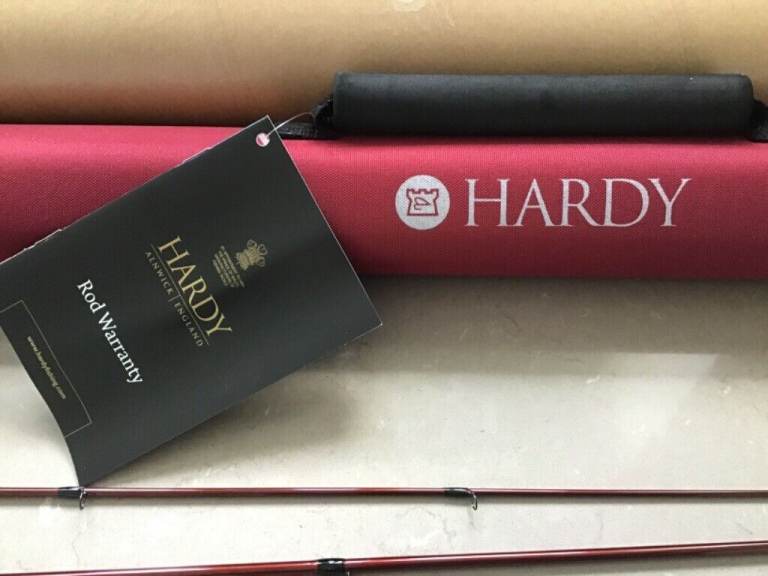 HARDY
HARDY
ALNWICK | ENGLAND
Rod Warranty
www.hardyfishing.com